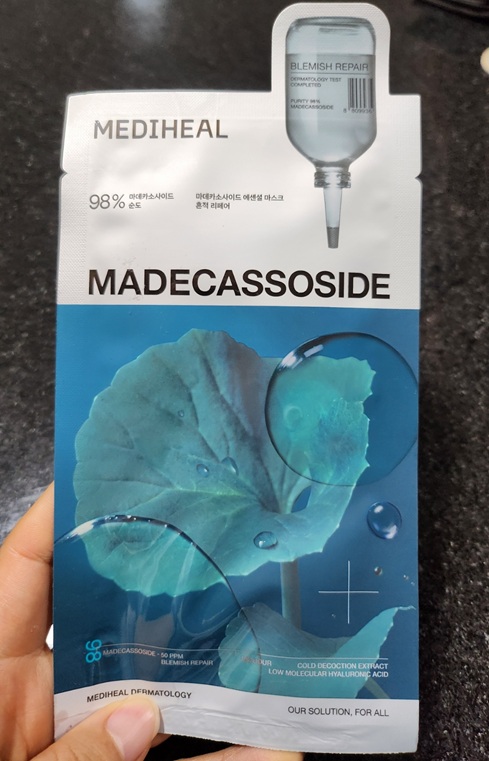 BLEMISH REPAIR
DERMATOLOGY TEST
COMPLETED
PURITY 98%
MADECASSOSIDE
MEDIHEAL
98% 마데카소사이드
순도
마데카소사이드 에센셜 마스크
흔적 리페어
MADECASSOSIDE
98
MADECASSOSIDE - 50 PPM
BLEMISH REPAIR
COLD-DECOCTION EXTRACT
LOW MOLECULAR HYALURONIC ACID
MEDIHEAL DERMATOLOGY
OUR SOLUTION, FOR ALL